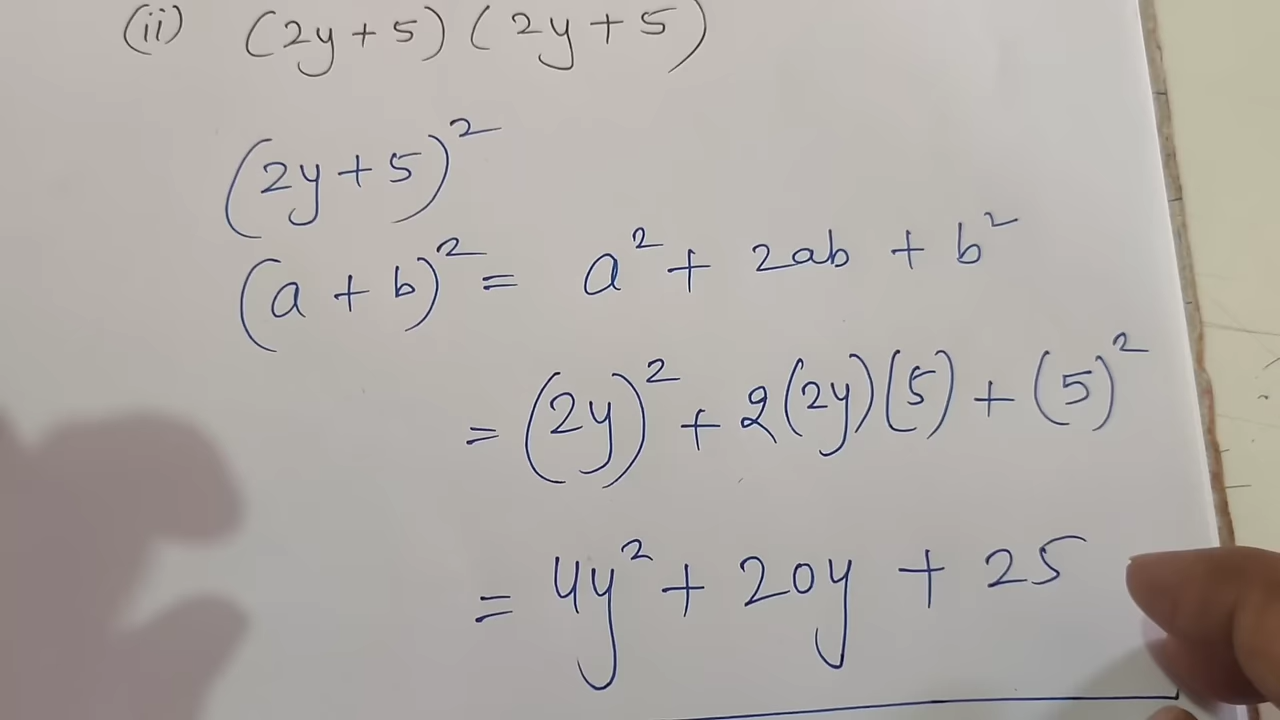 (ii) (2y+5) (2y+5)
(2y+5)²
(a + b)² = a² + 2ab + b²
= (2y)² + 2(2y)(5) + (5)²
= 4y² + 20y + 25